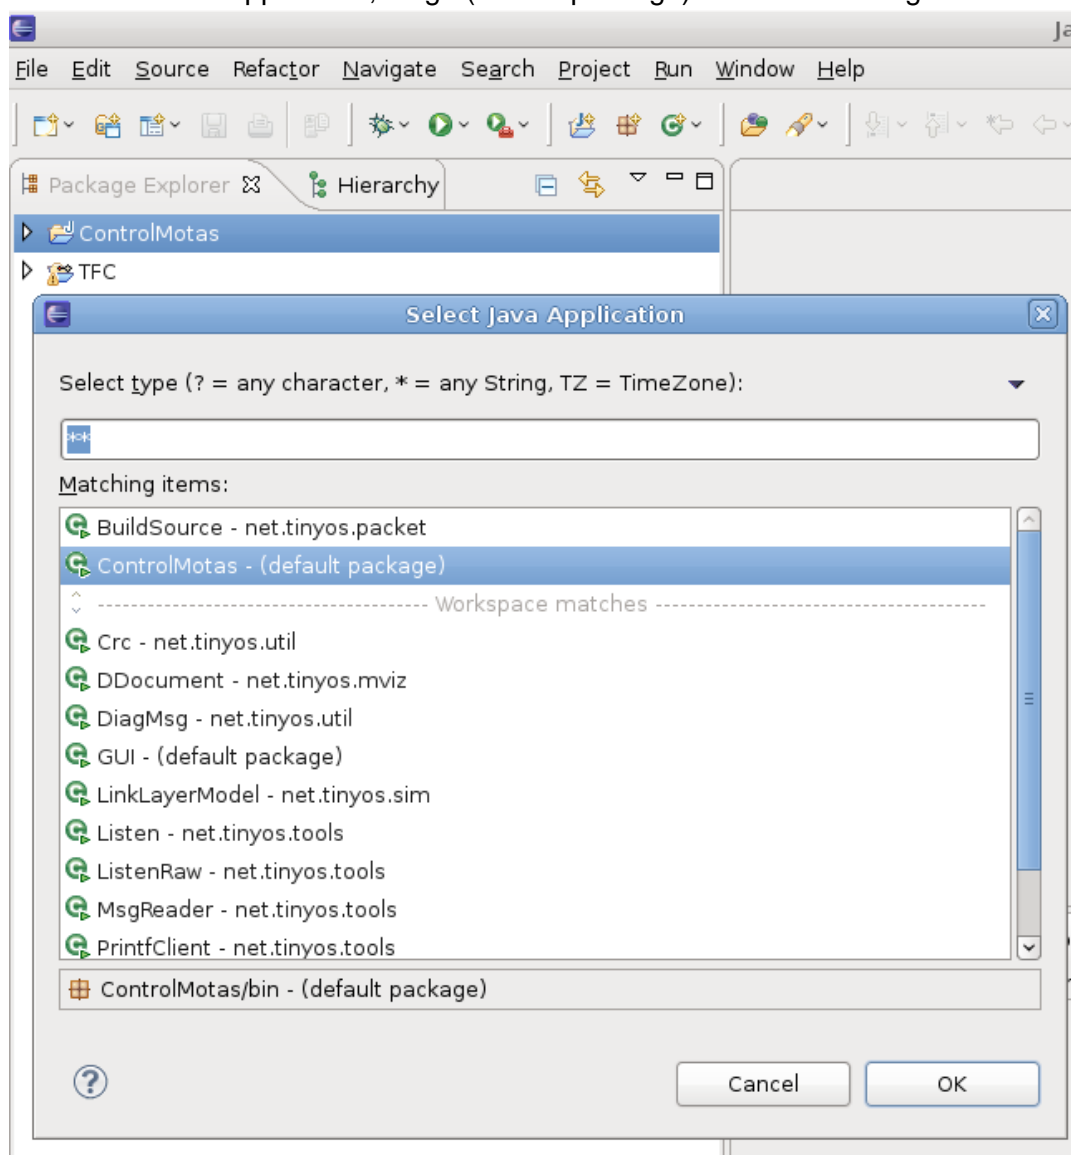 Ja
File Edit Source Refactor Navigate Search Project Run Window Help
Package Explorer Hierarchy
ControlMotas
TFC
Select Java Application
Select type (? = any character, * = any String, TZ = TimeZone):
**
Matching items:
BuildSource - net.tinyos.packet
ControlMotas - (default package)
---------------------------------------- Workspace matches ----------------------------------------
Crc - net.tinyos.util
DDocument - net.tinyos.mviz
DiagMsg - net.tinyos.util
GUI - (default package)
LinkLayerModel - net.tinyos.sim
Listen - net.tinyos.tools
ListenRaw - net.tinyos.tools
MsgReader - net.tinyos.tools
PrintfClient - net.tinyos.tools
ControlMotas/bin - (default package)
Cancel OK